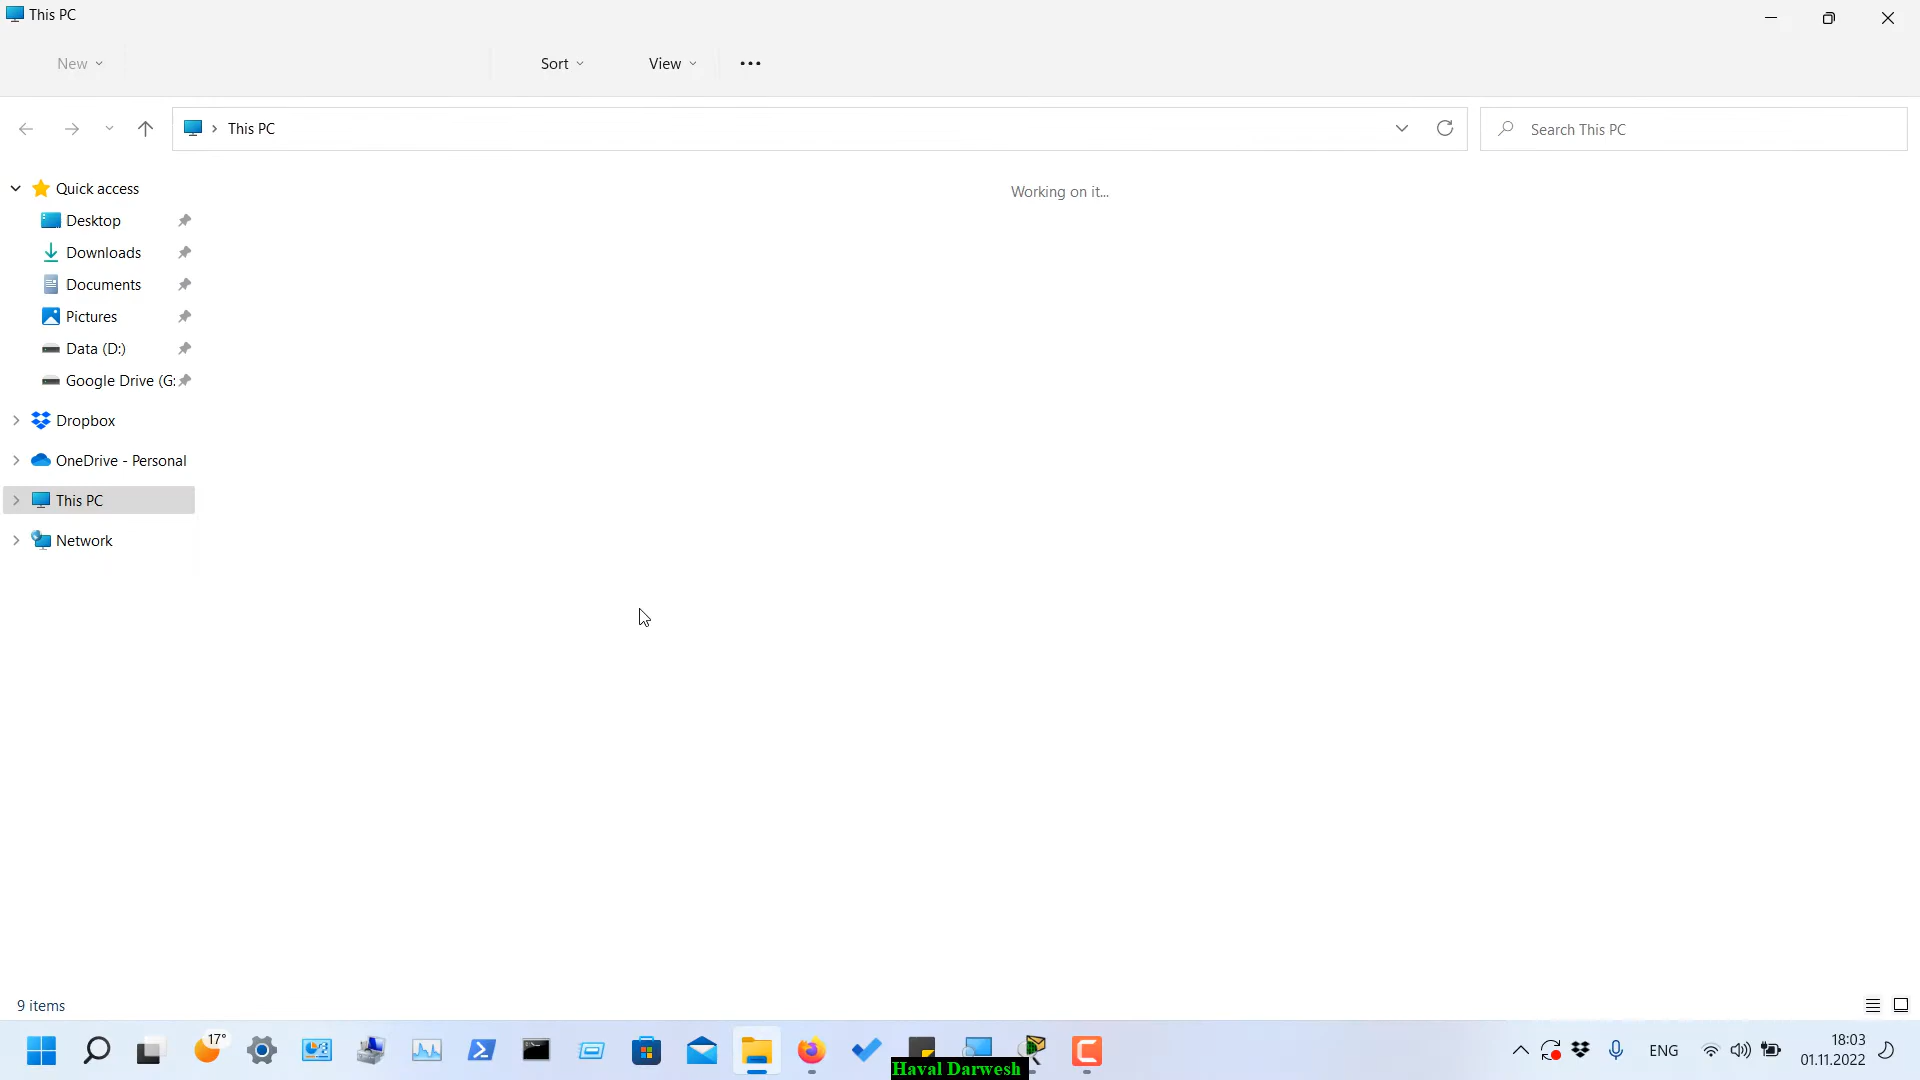 This PC
New
Sort
View
This PC
Search This PC
Quick access
Working on it...
Desktop
Downloads
Documents
Pictures
Data (D:)
Google Drive (G:
Dropbox
OneDrive - Personal
This PC
Network
9 items
17°
Haval Darwesh
ENG
18:03
01.11.2022